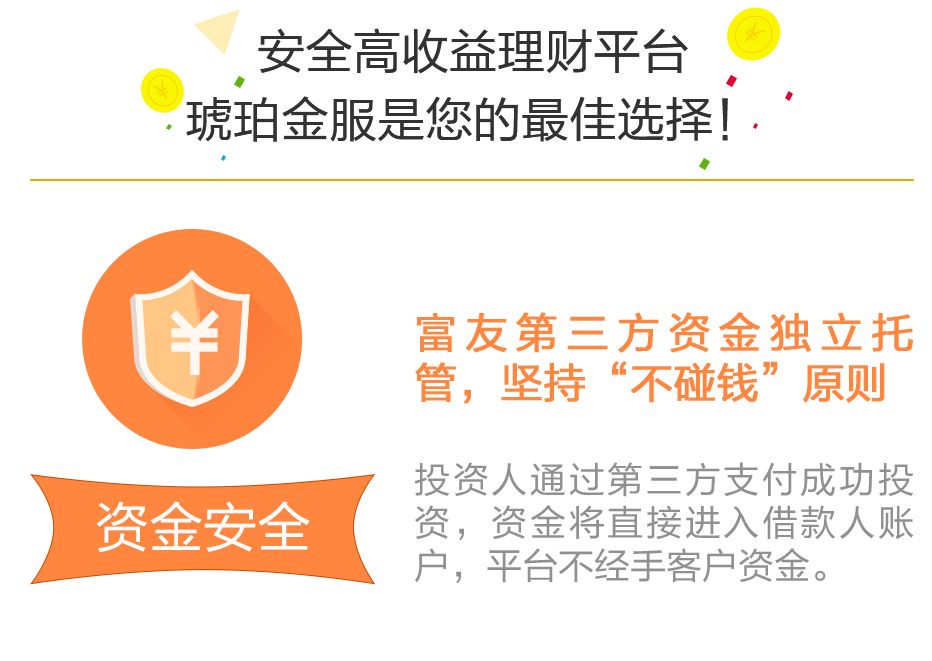 安全高收益理财平台
琥珀金服是您的最佳选择！
富友第三方资金独立托
管，坚持“不碰钱”原则
资金安全
投资人通过第三方支付成功投
资，资金将直接进入借款人账
户，平台不经手客户资金。